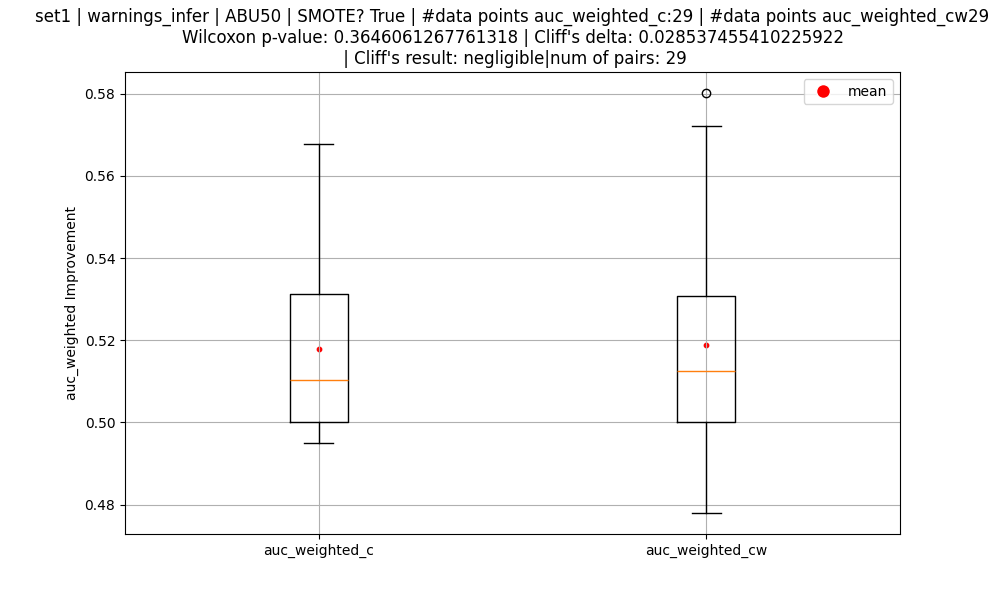 set1 | warnings_infer | ABU50 | SMOTE? True | #data points auc_weighted_c:29 | #data points auc_weighted_cw29
Wilcoxon p-value: 0.3646061267761318 | Cliff's delta: 0.028537455410225922
| Cliff's result: negligible|num of pairs: 29
mean
0.58
0.56
0.54
0.52
0.50
0.48
auc_weighted Improvement
auc_weighted_c
auc_weighted_cw